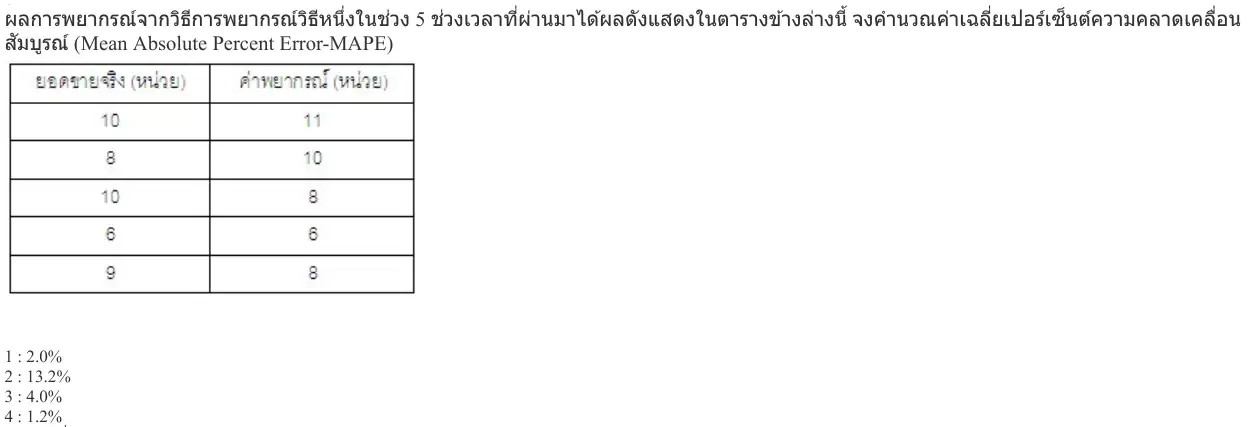 ผลการพยากรณ์จากวิธีการพยากรณ์วิธีหนึ่งในช่วง 5 ช่วงเวลาที่ผ่านมาได้ผลดังแสดงในตารางข้างล่างนี้ จงคำนวณค่าเฉลี่ยเปอร์เซ็นต์ความคลาดเคลื่อน
สัมบูรณ์ (Mean Absolute Percent Error-MAPE)
ยอดขายจริง (หน่วย) ค่าพยากรณ์ (หน่วย)
10 11
8 10
10 8
6 6
9 8
1 : 2.0%
2 : 13.2%
3 : 4.0%
4 : 1.2%